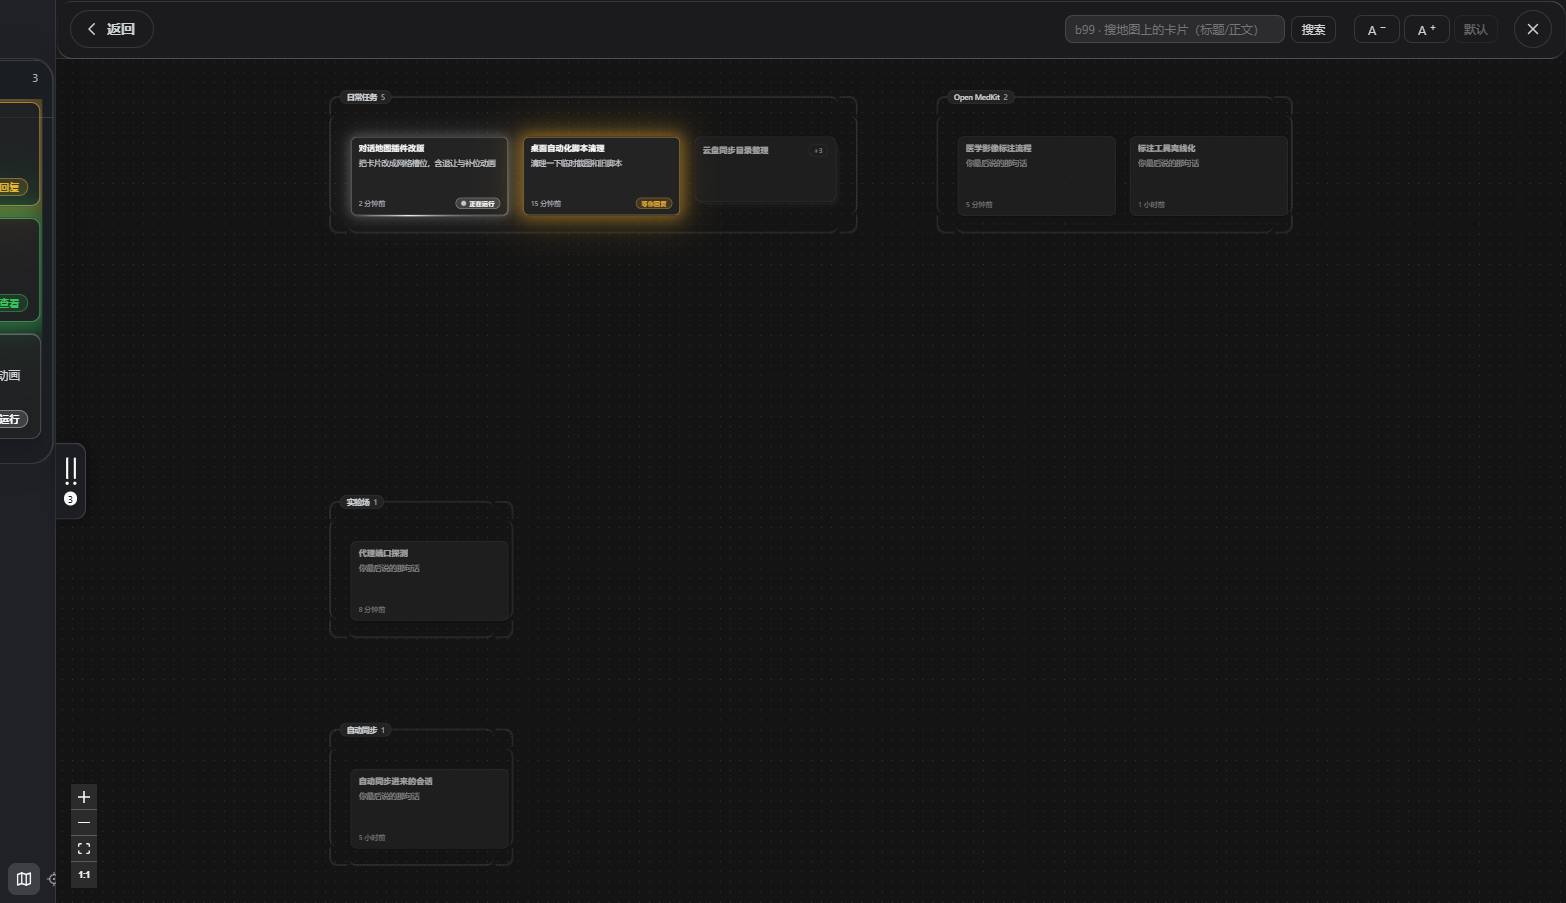 返回
b99 · 搜地图上的卡片（标题/正文）
搜索
A⁻
A⁺
默认
3
回复
查看
动画
运行
3
日常任务 5
对话地图插件改版
把卡片改成网格槽位，含退让与补位动画
2 分钟前
正在运行
桌面自动化脚本清理
清理一下临时截图和旧脚本
15 分钟前
等你回复
云盘同步目录整理
+3
Open MedKit 2
医学影像标注流程
你最后说的那句话
5 分钟前
标注工具离线化
你最后说的那句话
1 小时前
实验场 1
代理端口探测
你最后说的那句话
8 分钟前
自动同步 1
自动同步进来的会话
你最后说的那句话
5 小时前
1:1